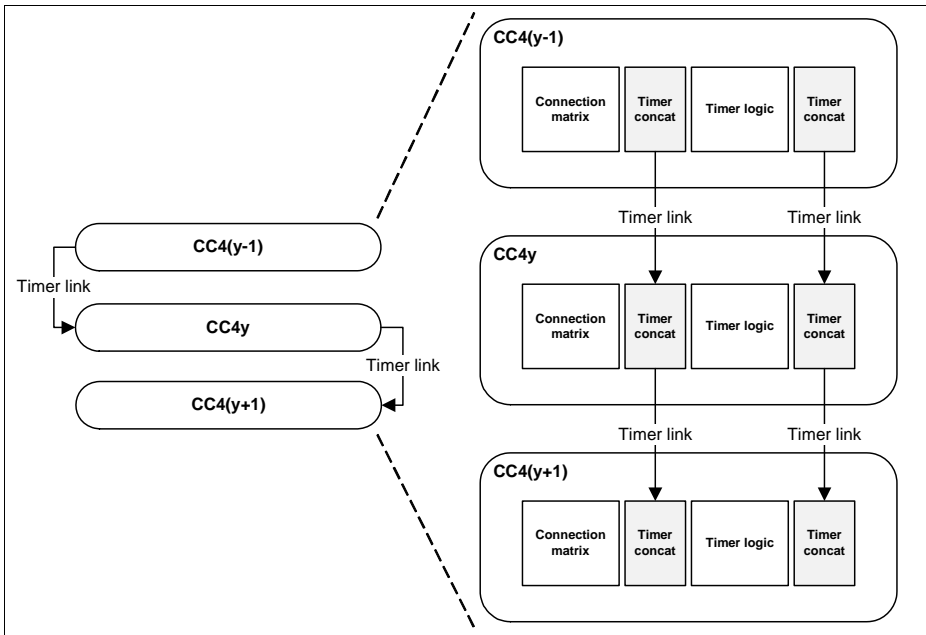 CC4(y-1)
Timer link
CC4y
Timer link
CC4(y+1)
CC4(y-1)
Connection
matrix
Timer
concat
Timer logic
Timer
concat
Timer link
Timer link
CC4y
Connection
matrix
Timer
concat
Timer logic
Timer
concat
Timer link
Timer link
CC4(y+1)
Connection
matrix
Timer
concat
Timer logic
Timer
concat